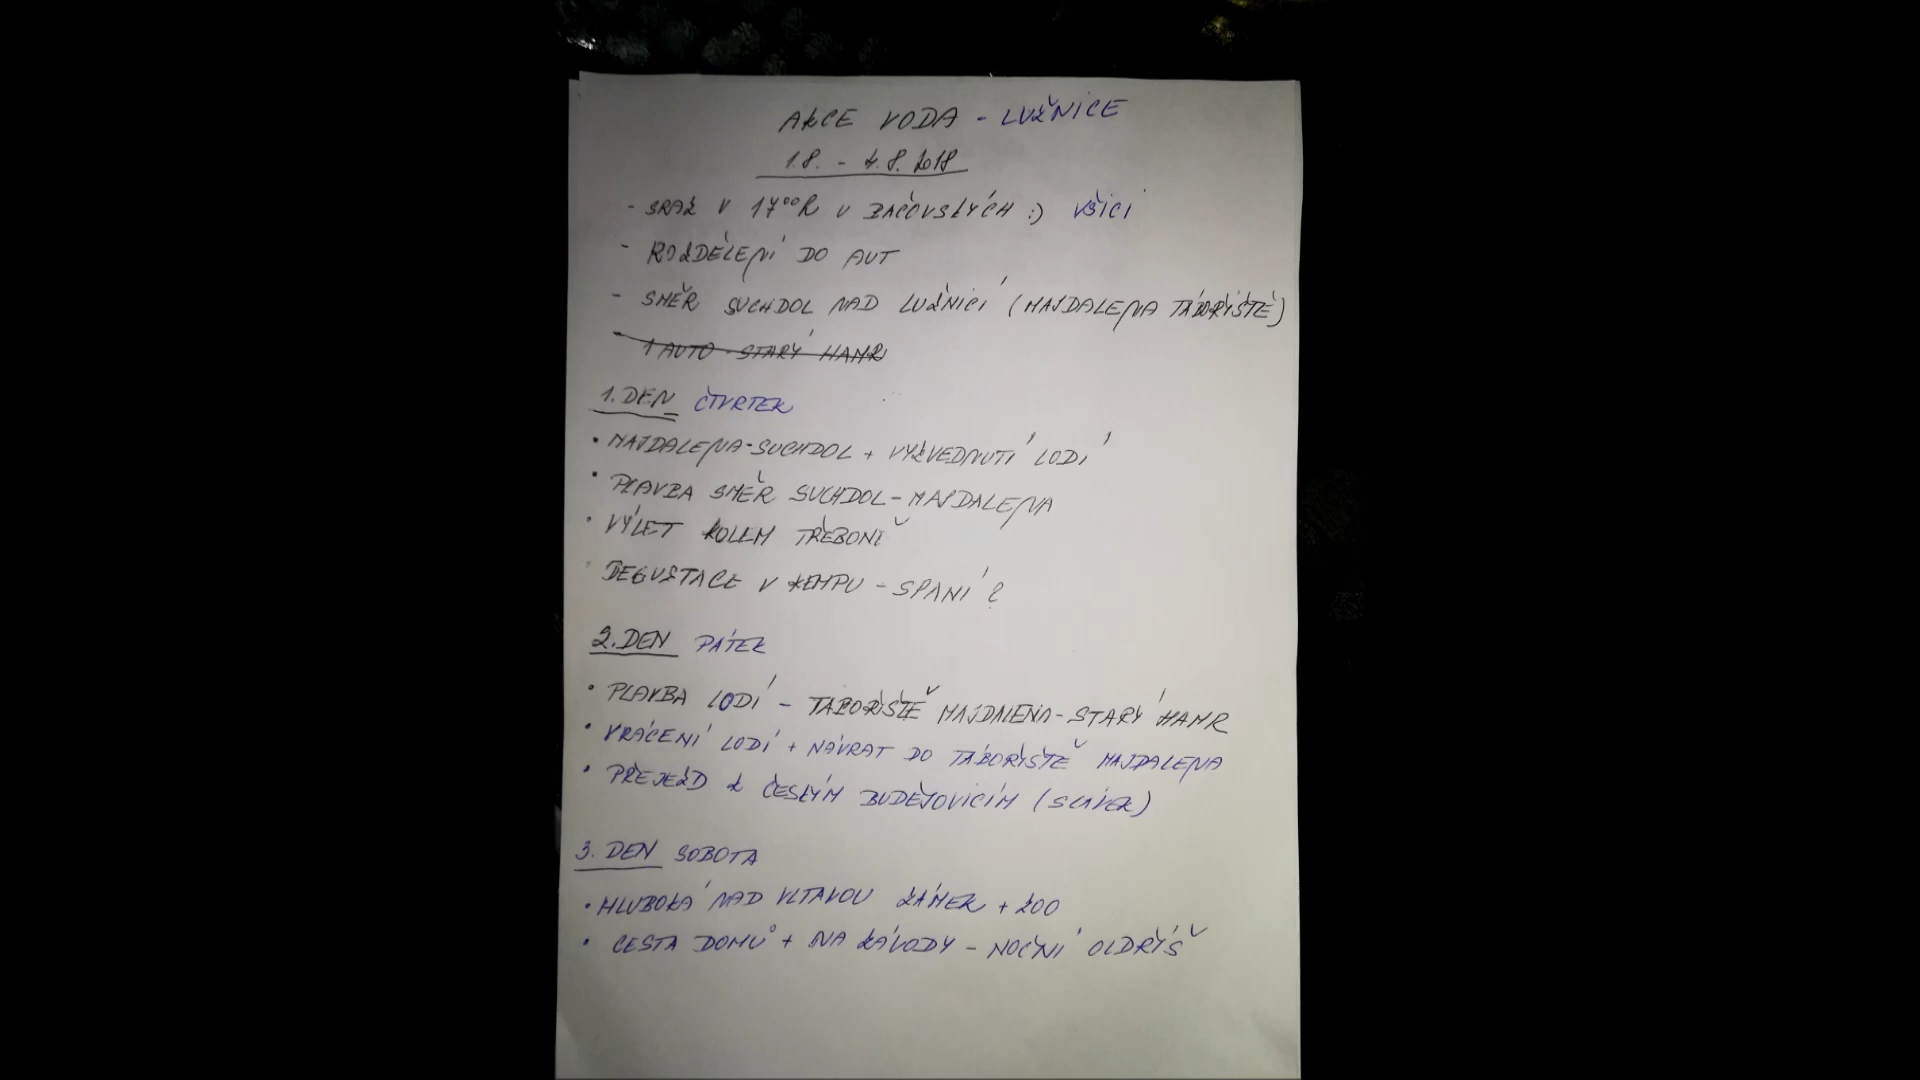 AKCE VODA - LUŽNICE
1.8. - 4.8. 2018
- SRAZ V 17⁰⁰h U BAČOVSKÝCH :) VŠICI
- ROZDĚLENÍ DO AUT
- SMĚR SUCHDOL NAD LUŽNICÍ (MAJDALENA TÁBOŘIŠTĚ)
- 1 AUTO - STARÝ HAMR
1. DEN ČTVRTEK
• MAJDALENA - SUCHDOL + VYZVEDNUTÍ LODÍ
• PLAVBA SMĚR SUCHDOL - MAJDALENA
• VÝLET KOLEM TŘEBONĚ
• DEGUSTACE V KEMPU - SPANÍ ?
2. DEN PÁTEK
• PLAVBA LODÍ - TÁBOŘIŠTĚ MAJDALENA - STARÝ HAMR
• VRÁCENÍ LODÍ + NÁVRAT DO TÁBOŘIŠTĚ MAJDALENA
• PŘEJEZD K ČESKÝM BUDĚJOVICÍM (SLÁVEK)
3. DEN SOBOTA
• HLUBOKÁ NAD VLTAVOU ZÁMEK + ZOO
• CESTA DOMŮ + NA ZÁVODY - NOČNÍ OLDŘIŠ